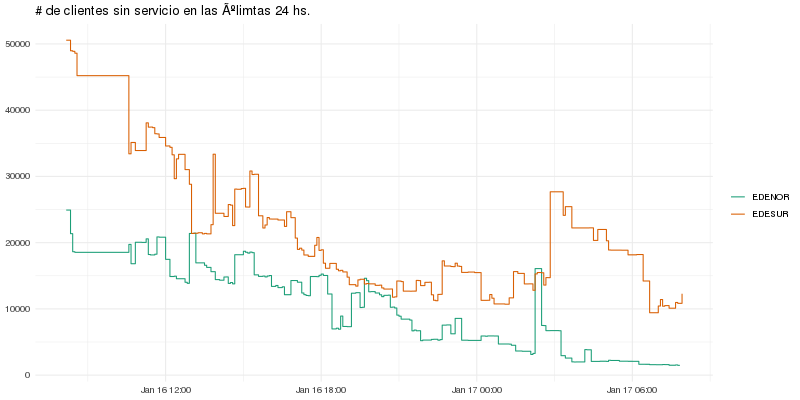 # de clientes sin servicio en las Ãºlimtas 24 hs.
50000
40000
30000
20000
10000
0
Jan 16 12:00
Jan 16 18:00
Jan 17 00:00
Jan 17 06:00
EDENOR
EDESUR